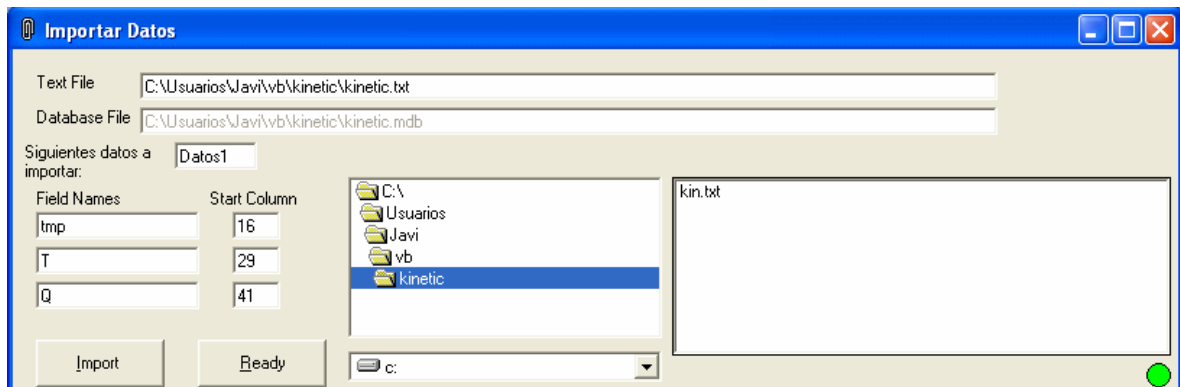 Importar Datos
Text File C:\Usuarios\Javi\vb\kinetic\kinetic.txt
Database File C:\Usuarios\Javi\vb\kinetic\kinetic.mdb
Siguientes datos a
importar:
Datos1
Field Names Start Column
tmp 16
T 29
Q 41
Import Ready
C:\
Usuarios
Javi
vb
kinetic
c:
kin.txt